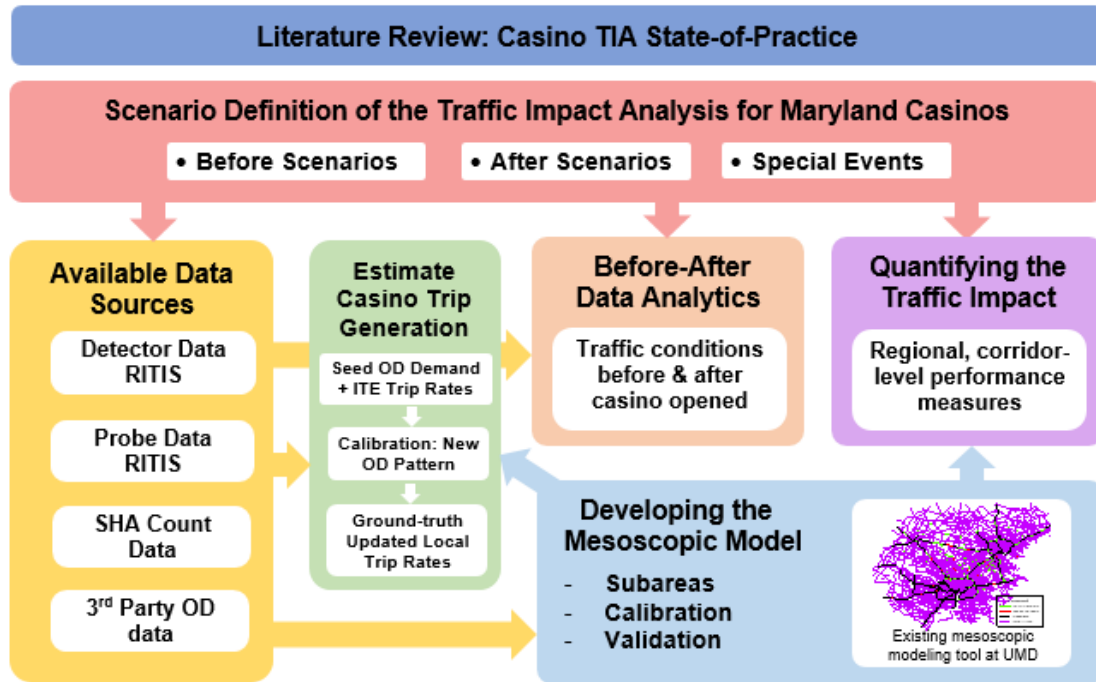 Literature Review: Casino TIA State-of-Practice
Scenario Definition of the Traffic Impact Analysis for Maryland Casinos
• Before Scenarios
• After Scenarios
• Special Events
Available Data
Sources
Detector Data
RITIS
Probe Data
RITIS
SHA Count
Data
3rd Party OD
data
Estimate
Casino Trip
Generation
Seed OD Demand
+ ITE Trip Rates
Calibration: New
OD Pattern
Ground-truth
Updated Local
Trip Rates
Before-After
Data Analytics
Traffic conditions
before & after
casino opened
Quantifying the
Traffic Impact
Regional, corridor-
level performance
measures
Developing the
Mesoscopic Model
- Subareas
- Calibration
- Validation
Existing mesoscopic
modeling tool at UMD